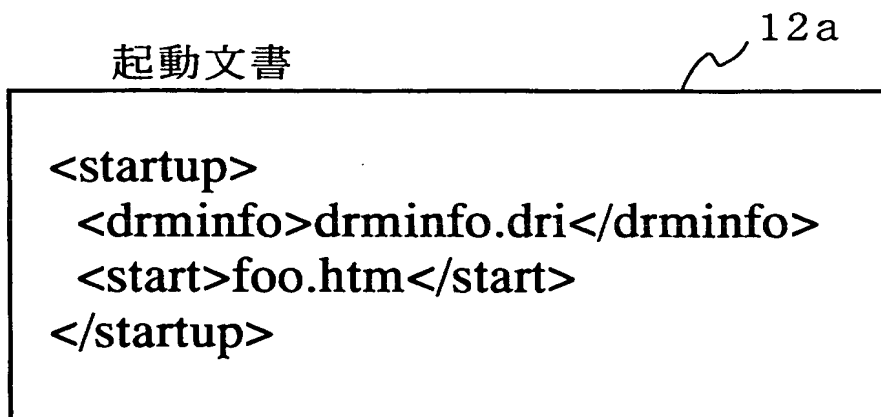 12a
起動文書
<startup>
<drminfo>drminfo.dri</drminfo>
<start>foo.htm</start>
</startup>